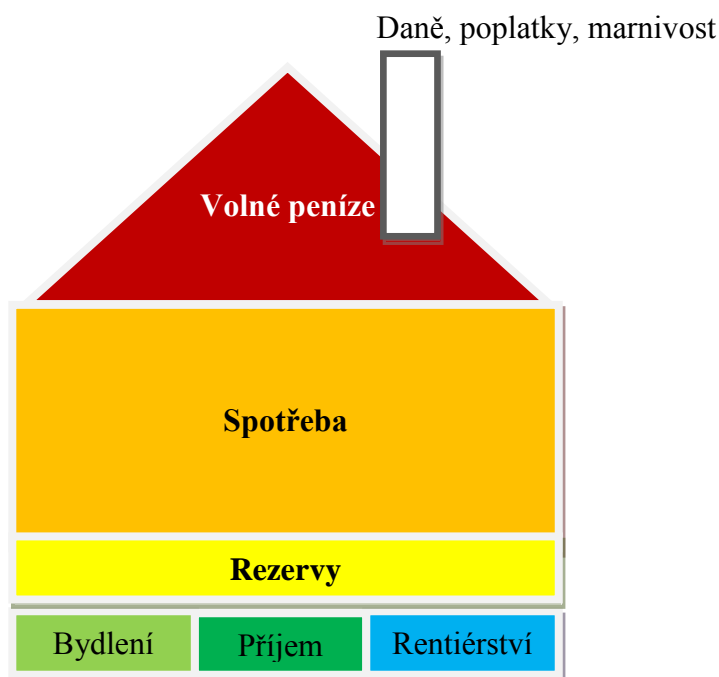 Daně, poplatky, marnivost
Volné peníze
Spotřeba
Rezervy
Bydlení
Příjem
Rentiérství